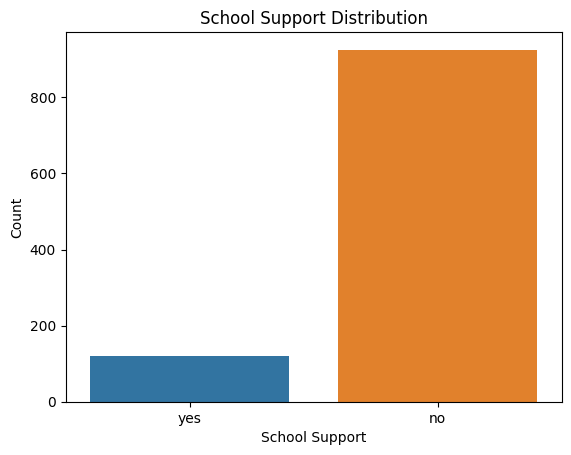 School Support Distribution
Count
800
600
400
200
0
yes no
School Support